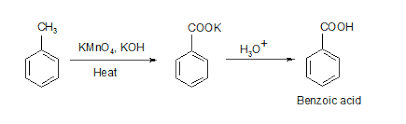 CH₃
KMnO₄, KOH
Heat
COOK
H₃O⁺
COOH
Benzoic acid